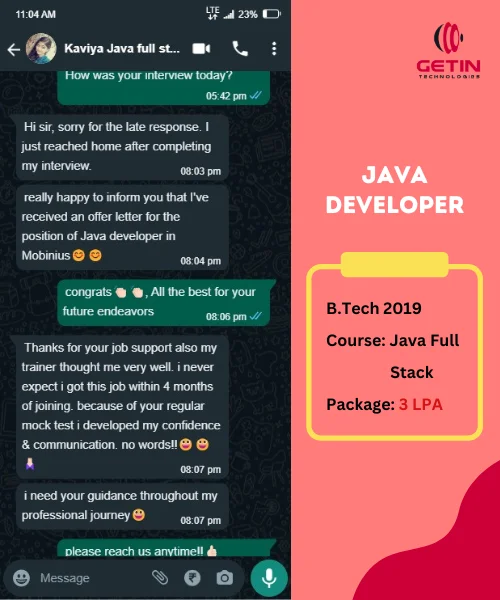 11:04 AM
LTE
23%
Kaviya Java full st...
How was your interview today?
05:42 pm
Hi sir, sorry for the late response. I
just reached home after completing
my interview.
08:03 pm
really happy to inform you that I've
received an offer letter for the
position of Java developer in
Mobinius😊 😊
08:04 pm
congrats👏🏻 👏🏻, All the best for your
future endeavors
08:06 pm
Thanks for your job support also my
trainer thought me very well. i never
expect i got this job within 4 months
of joining. because of your regular
mock test i developed my confidence
& communication. no words!!😀 😀
08:07 pm
i need your guidance throughout my
professional journey😀
08:07 pm
please reach us anytime!!👍🏻
Message
GETIN
TECHNOLOGIES
JAVA
DEVELOPER
B.Tech 2019
Course: Java Full
Stack
Package: 3 LPA